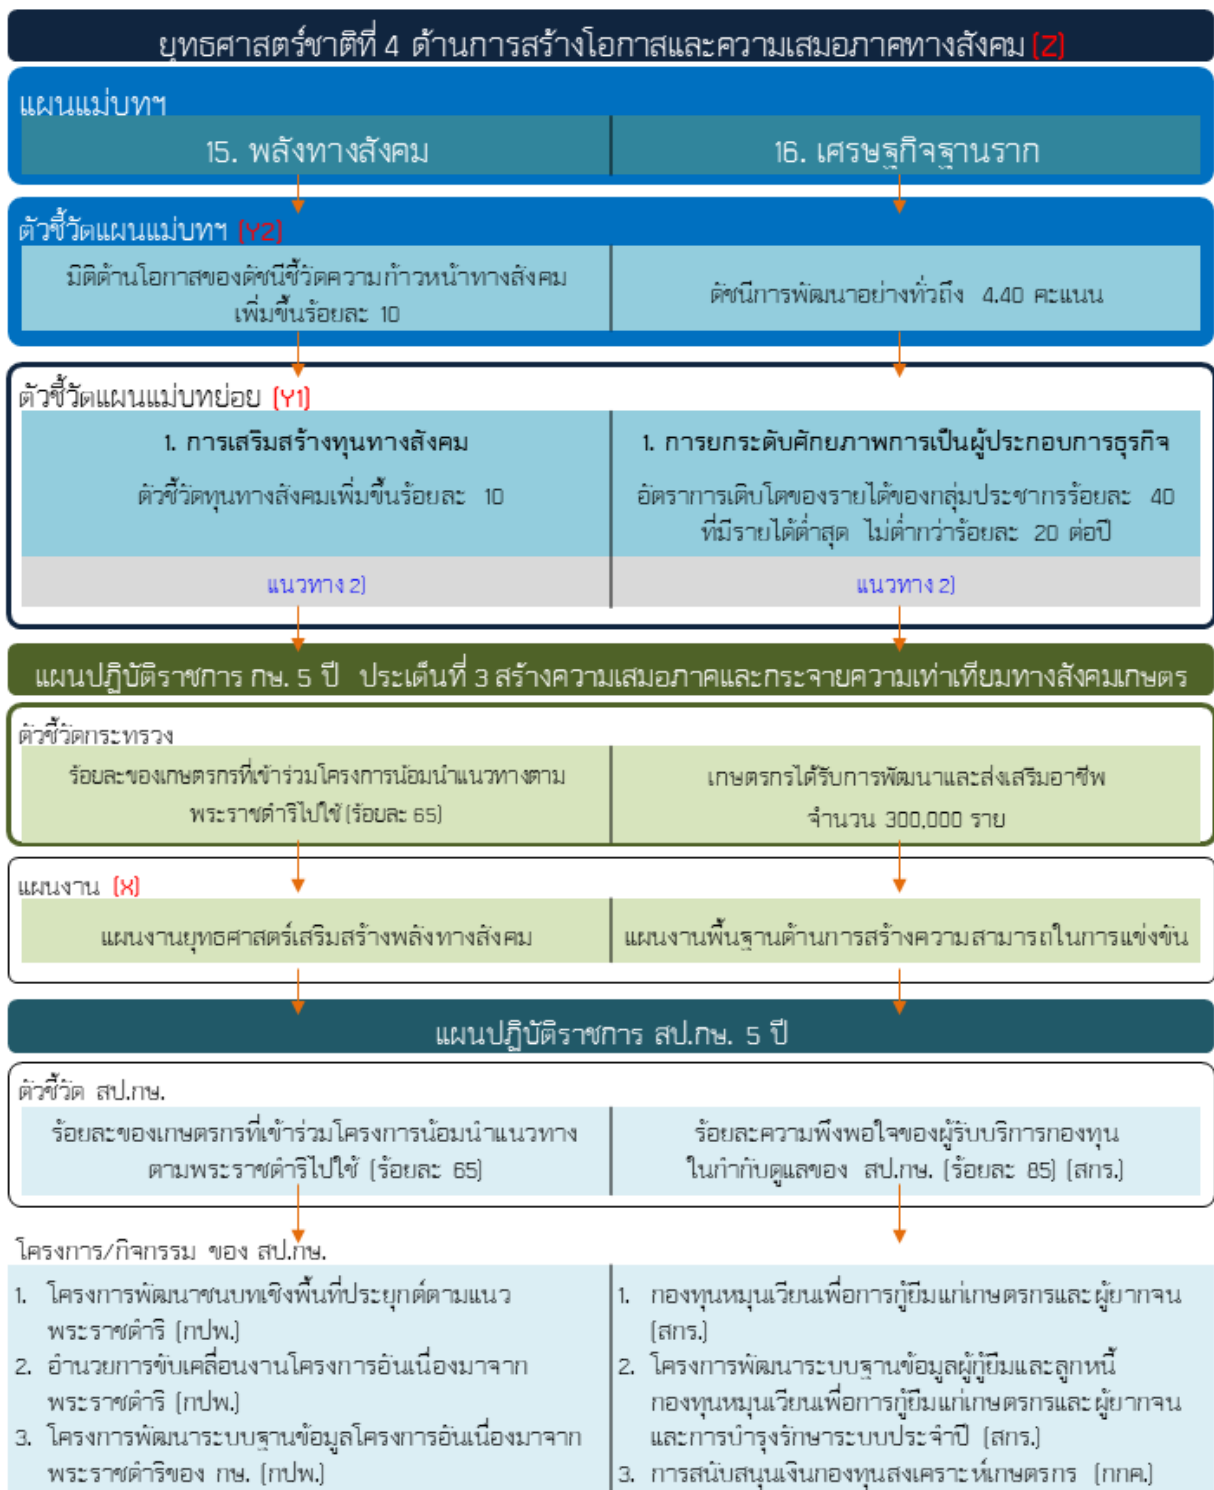 ยุทธศาสตร์ชาติที่ 4 ด้านการสร้างโอกาสและความเสมอภาคทางสังคม (Z)
แผนแม่บทฯ
15. พลังทางสังคม
16. เศรษฐกิจฐานราก
ตัวชี้วัดแผนแม่บทฯ (Y2)
มิติด้านโอกาสของดัชนีชี้วัดความก้าวหน้าทางสังคม
เพิ่มขึ้นร้อยละ 10
ดัชนีการพัฒนาอย่างทั่วถึง 4.40 คะแนน
ตัวชี้วัดแผนแม่บทย่อย (Y1)
1. การเสริมสร้างทุนทางสังคม
ตัวชี้วัดทุนทางสังคมเพิ่มขึ้นร้อยละ 10
1. การยกระดับศักยภาพการเป็นผู้ประกอบการธุรกิจ
อัตราการเติบโตของรายได้ของกลุ่มประชากรร้อยละ 40
ที่มีรายได้ต่ำสุด ไม่ต่ำกว่าร้อยละ 20 ต่อปี
แนวทาง 2)
แนวทาง 2)
แผนปฏิบัติราชการ กษ. 5 ปี ประเด็นที่ 3 สร้างความเสมอภาคและกระจายความเท่าเทียมทางสังคมเกษตร
ตัวชี้วัดกระทรวง
ร้อยละของเกษตรกรที่เข้าร่วมโครงการน้อมนำแนวทางตาม
พระราชดำริไปใช้ (ร้อยละ 65)
เกษตรกรได้รับการพัฒนาและส่งเสริมอาชีพ
จำนวน 300,000 ราย
แผนงาน (X)
แผนงานยุทธศาสตร์เสริมสร้างพลังทางสังคม
แผนงานพื้นฐานด้านการสร้างความสามารถในการแข่งขัน
แผนปฏิบัติราชการ สป.กษ. 5 ปี
ตัวชี้วัด สป.กษ.
ร้อยละของเกษตรกรที่เข้าร่วมโครงการน้อมนำแนวทาง
ตามพระราชดำริไปใช้ (ร้อยละ 65)
ร้อยละความพึงพอใจของผู้รับบริการกองทุน
ในกำกับดูแลของ สป.กษ. (ร้อยละ 85) (สกร.)
โครงการ/กิจกรรม ของ สป.กษ.
1. โครงการพัฒนาชนบทเชิงพื้นที่ประยุกต์ตามแนว
พระราชดำริ (กปพ.)
2. อำนวยการขับเคลื่อนงานโครงการอันเนื่องมาจาก
พระราชดำริ (กปพ.)
3. โครงการพัฒนาระบบฐานข้อมูลโครงการอันเนื่องมาจาก
พระราชดำริของ กษ. (กปพ.)
1. กองทุนหมุนเวียนเพื่อการกู้ยืมแก่เกษตรกรและผู้ยากจน
(สกร.)
2. โครงการพัฒนาระบบฐานข้อมูลผู้กู้ยืมและลูกหนี้
กองทุนหมุนเวียนเพื่อการกู้ยืมแก่เกษตรกรและผู้ยากจน
และการบำรุงรักษาระบบประจำปี (สกร.)
3. การสนับสนุนเงินกองทุนสงเคราะห์เกษตรกร (กกค.)